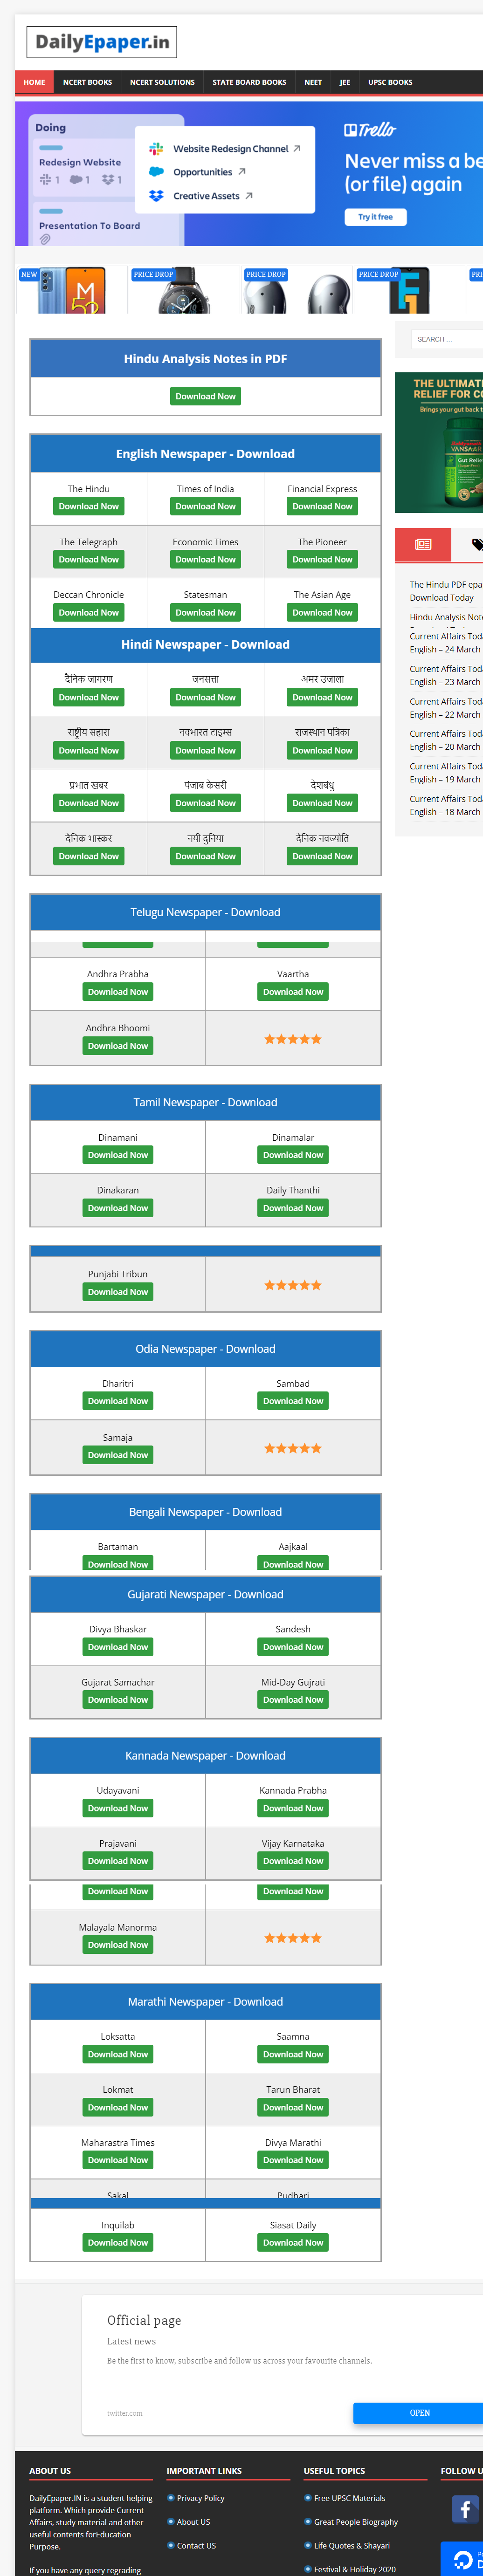 DailyEpaper.in
HOME NCERT BOOKS NCERT SOLUTIONS STATE BOARD BOOKS NEET JEE UPSC BOOKS
Doing
Redesign Website
1 1 3
Presentation To Board
Website Redesign Channel
Opportunities
Creative Assets
Trello
Never miss a be
(or file) again
Try it free
NEW PRICE DROP PRICE DROP PRICE DROP PRI
Hindu Analysis Notes in PDF
Download Now
English Newspaper - Download
The Hindu Times of India Financial Express
Download Now Download Now Download Now
The Telegraph Economic Times The Pioneer
Download Now Download Now Download Now
Deccan Chronicle Statesman The Asian Age
Download Now Download Now Download Now
Hindi Newspaper - Download
दैनिक जागरण जनसत्ता अमर उजाला
Download Now Download Now Download Now
राष्ट्रीय सहारा नवभारत टाइम्स राजस्थान पत्रिका
Download Now Download Now Download Now
प्रभात खबर पंजाब केसरी देशबंधु
Download Now Download Now Download Now
दैनिक भास्कर नयी दुनिया दैनिक नवज्योति
Download Now Download Now Download Now
Telugu Newspaper - Download
Andhra Prabha Vaartha
Download Now Download Now
Andhra Bhoomi
Download Now
Tamil Newspaper - Download
Dinamani Dinamalar
Download Now Download Now
Dinakaran Daily Thanthi
Download Now Download Now
Punjabi Tribun
Download Now
Odia Newspaper - Download
Dharitri Sambad
Download Now Download Now
Samaja
Download Now
Bengali Newspaper - Download
Bartaman Aajkaal
Download Now Download Now
Gujarati Newspaper - Download
Divya Bhaskar Sandesh
Download Now Download Now
Gujarat Samachar Mid-Day Gujrati
Download Now Download Now
Kannada Newspaper - Download
Udayavani Kannada Prabha
Download Now Download Now
Prajavani Vijay Karnataka
Download Now Download Now
Download Now Download Now
Malayala Manorma
Download Now
Marathi Newspaper - Download
Loksatta Saamna
Download Now Download Now
Lokmat Tarun Bharat
Download Now Download Now
Maharastra Times Divya Marathi
Download Now Download Now
Sakal Pudhari
Inquilab Siasat Daily
Download Now Download Now
SEARCH ...
THE ULTIMAT
RELIEF FOR CO
Brings your gut back t
VANSAAR
Gut Relie
The Hindu PDF epa
Download Today
Hindu Analysis Note
Current Affairs Toda
English – 24 March
Current Affairs Toda
English – 23 March
Current Affairs Toda
English – 22 March
Current Affairs Toda
English – 20 March
Current Affairs Toda
English – 19 March
Current Affairs Toda
English – 18 March
Official page
Latest news
Be the first to know, subscribe and follow us across your favourite channels.
twitter.com
OPEN
ABOUT US
DailyEpaper.IN is a student helping
platform. Which provide Current
Affairs, study material and other
useful contents forEducation
Purpose.
If you have any query regrading
IMPORTANT LINKS
Privacy Policy
About US
Contact US
USEFUL TOPICS
Free UPSC Materials
Great People Biography
Life Quotes & Shayari
Festival & Holiday 2020
FOLLOW U